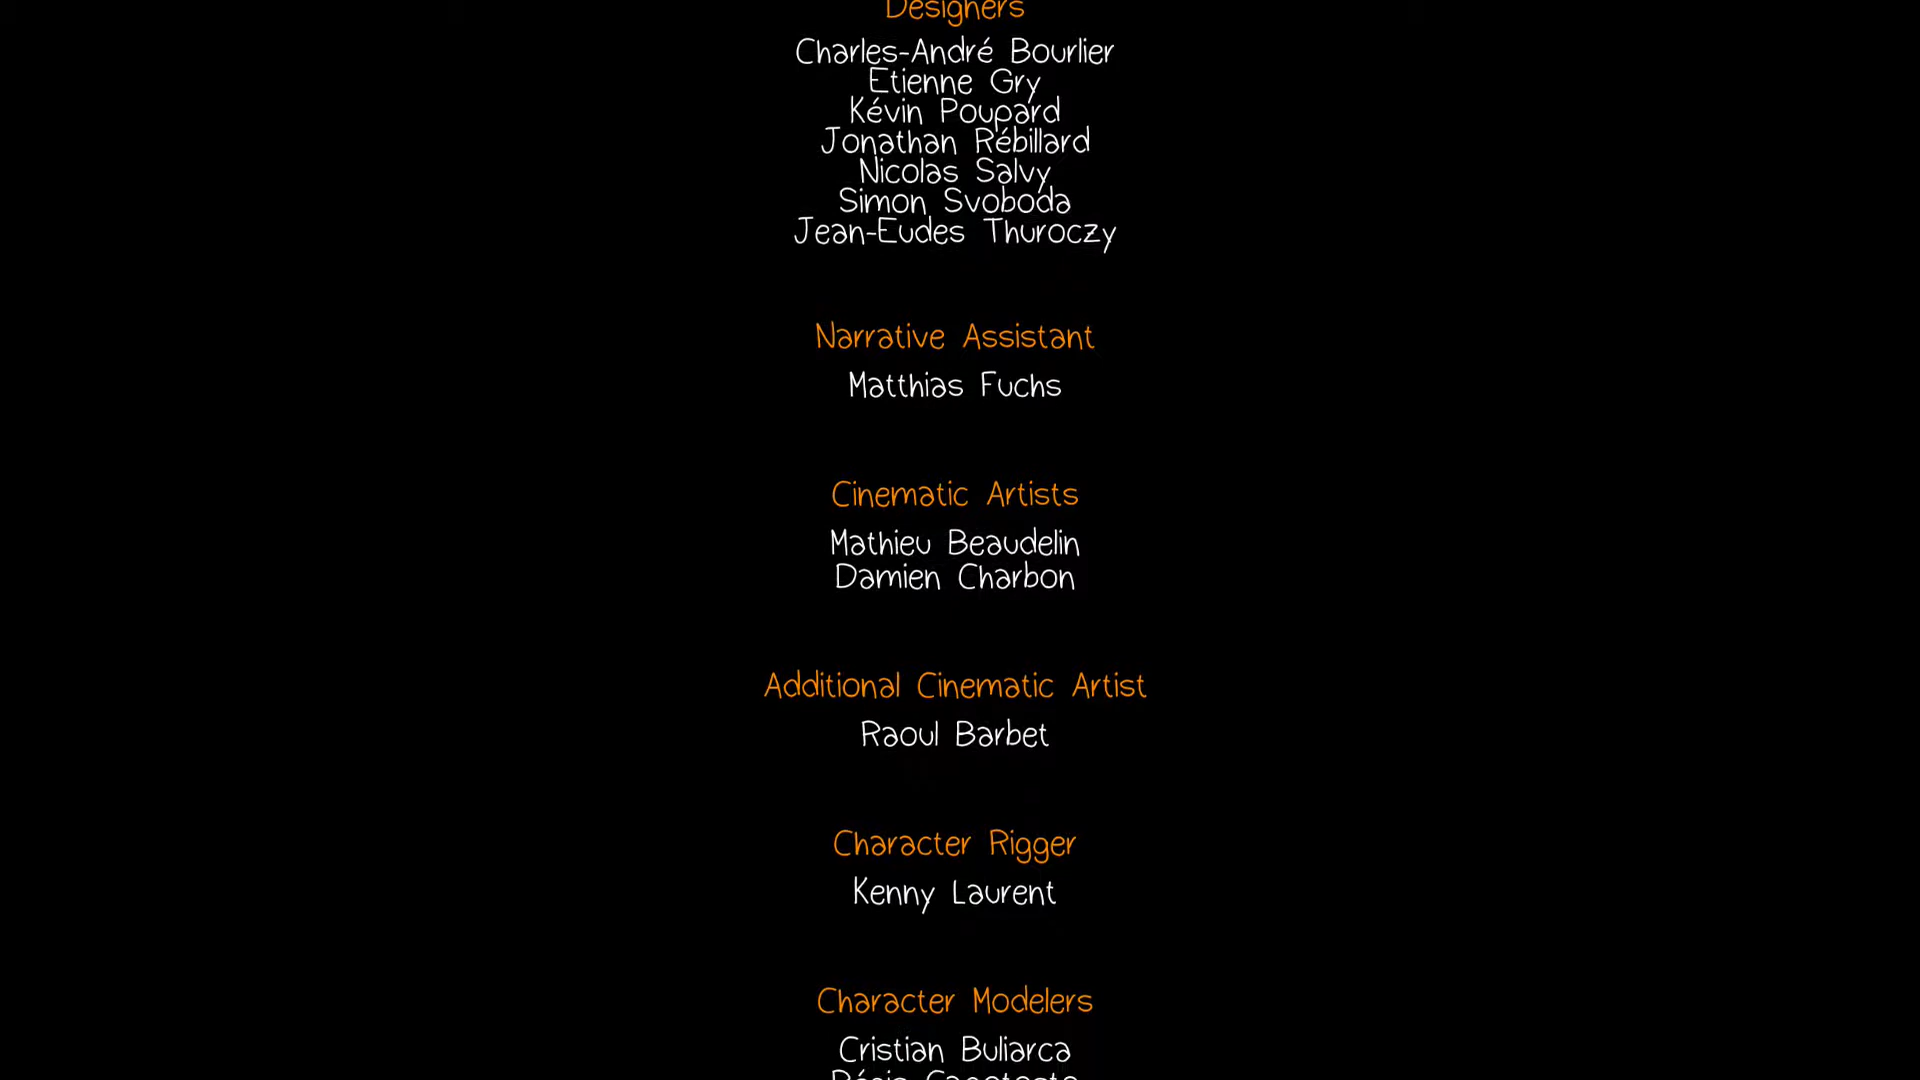 Designers
Charles-André Bourlier
Etienne Gry
Kévin Poupard
Jonathan Rébillard
Nicolas Salvy
Simon Svoboda
Jean-Eudes Thuroczy
Narrative Assistant
Matthias Fuchs
Cinematic Artists
Mathieu Beaudelin
Damien Charbon
Additional Cinematic Artist
Raoul Barbet
Character Rigger
Kenny Laurent
Character Modelers
Cristian Buliarca